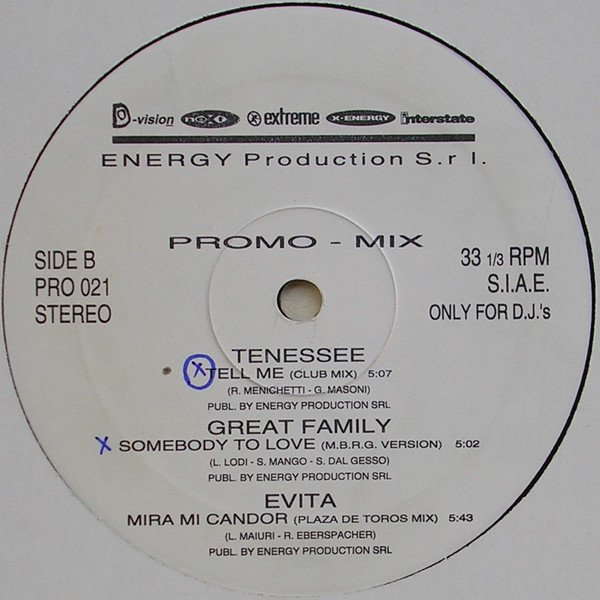 D-vision next extreme X-ENERGY interstate
ENERGY Production S.r l.
PROMO - MIX
SIDE B
PRO 021
STEREO
33 1/3 RPM
S.I.A.E.
ONLY FOR D.J.'s
TENESSEE
X TELL ME (CLUB MIX) 5:07
(R. MENICHETTI - G. MASONI)
PUBL. BY ENERGY PRODUCTION SRL
GREAT FAMILY
X SOMEBODY TO LOVE (M.B.R.G. VERSION) 5:02
(L. LODI - S. MANGO - S. DAL GESSO)
PUBL. BY ENERGY PRODUCTION SRL
EVITA
MIRA MI CANDOR (PLAZA DE TOROS MIX) 5:43
(L. MAIURI - R. EBERSPACHER)
PUBL. BY ENERGY PRODUCTION SRL